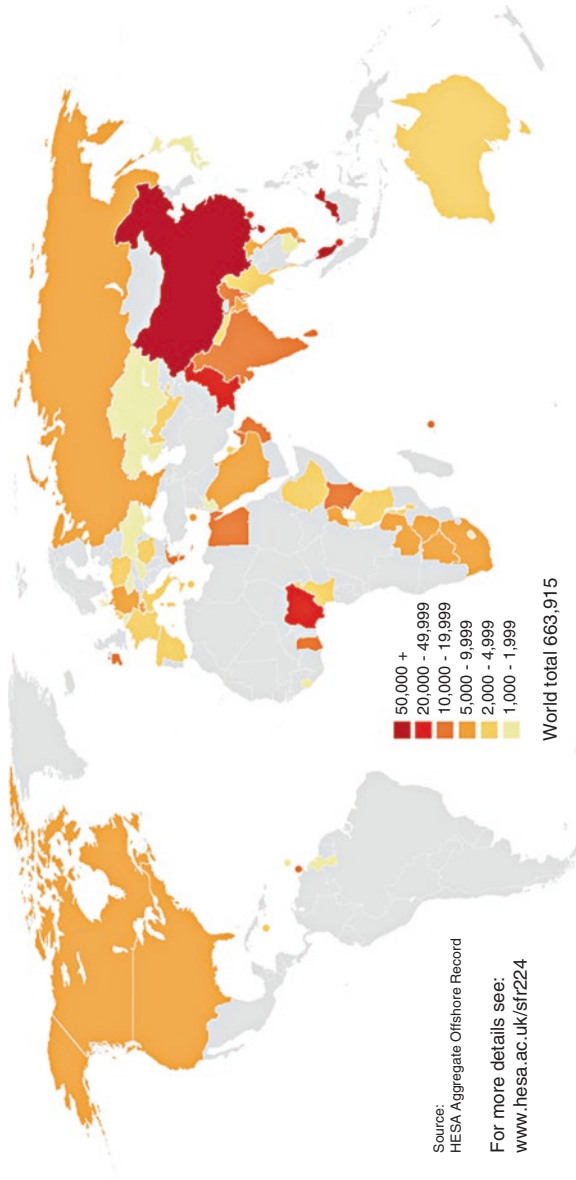 50,000 +
20,000 - 49,999
10,000 - 19,999
5,000 - 9,999
2,000 - 4,999
1,000 - 1,999
World total 663,915
Source:
HESA Aggregate Offshore Record
For more details see:
www.hesa.ac.uk/sfr224